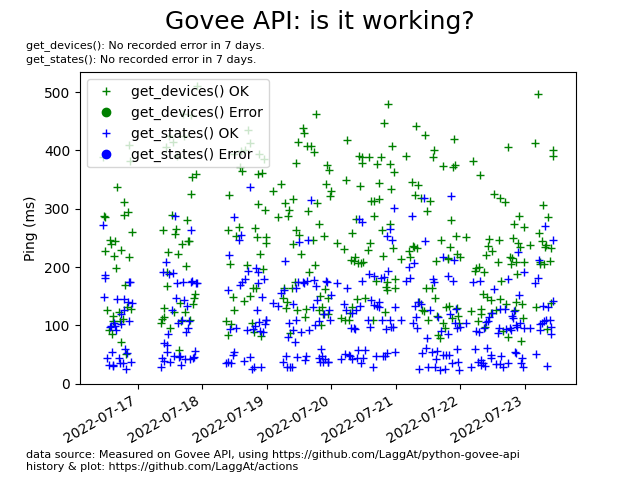 Govee API: is it working?
get_devices(): No recorded error in 7 days.
get_states(): No recorded error in 7 days.
get_devices() OK
get_devices() Error
get_states() OK
get_states() Error
Ping (ms)
500
400
300
200
100
0
2022-07-17
2022-07-18
2022-07-19
2022-07-20
2022-07-21
2022-07-22
2022-07-23
data source: Measured on Govee API, using https://github.com/LaggAt/python-govee-api
history & plot: https://github.com/LaggAt/actions